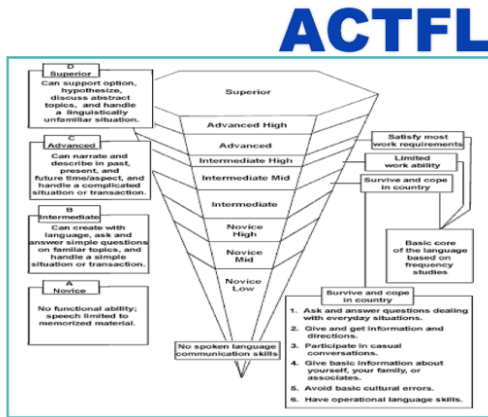 ACTFL
D
Superior
Can support option,
hypothesize,
discuss abstract
topics, and handle
a linguistically
unfamiliar situation.
C
Advanced
Can narrate and
describe in past,
present, and
future time/aspect, and
handle a complicated
situation or transaction.
B
Intermediate
Can create with
language, ask and
answer simple questions
on familar topics, and
handle a simple
situation or transaction.
A
Novice
No functional ability;
speech limited to
memorized material.
Superior
Advanced High
Advanced
Intermediate High
Intermediate Mid
Intermediate
Novice
High
Novice
Mid
Novice
Low
No spoken language
communication skills
Satisfy most
work requirements
Limited
work ability
Survive and cope
in country
Basic core
of the language
based on
frequency
studies
Survive and cope
in country
1. Ask and answer questions dealing
with everyday situations.
2. Give and get information and
directions.
3. Participate in casual
conversations.
4. Give basic information about
yourself, your family, or
associates.
5. Avoid basic cultural errors.
6. Have operational language skills.